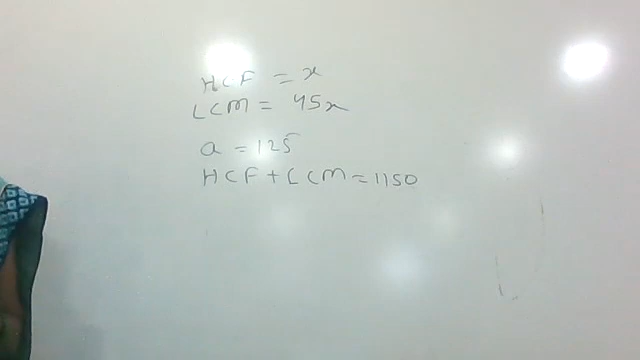 HCF = x
LCM = 45x
a = 125
HCF + LCM = 1150